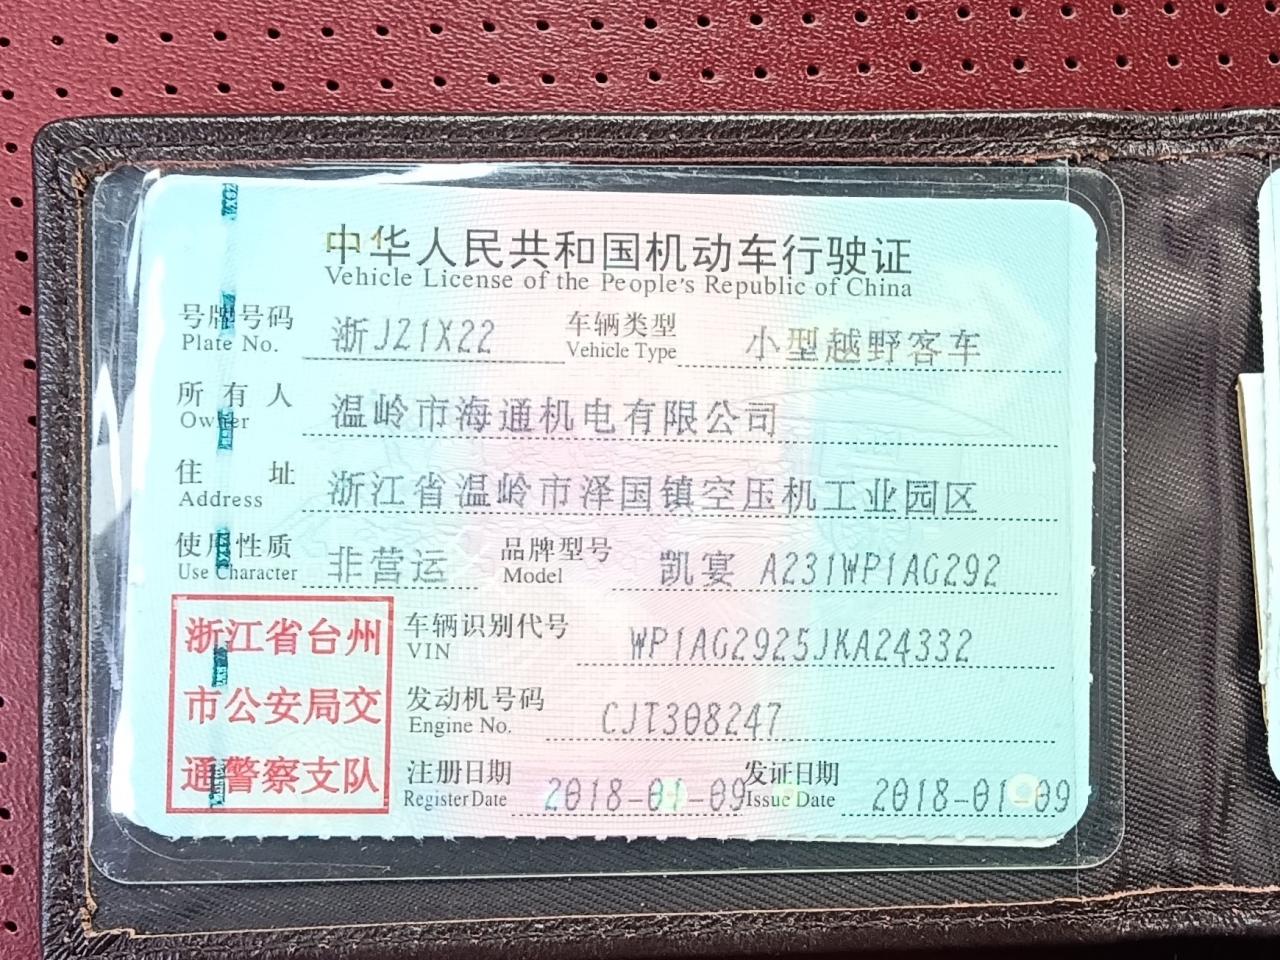 中华人民共和国机动车行驶证
Vehicle License of the People's Republic of China
号牌号码 浙JZ1X22 车辆类型 小型越野客车
Plate No. Vehicle Type
所有人 温岭市海通机电有限公司
Owner
住址 浙江省温岭市泽国镇空压机工业园区
Address
使用性质 非营运 品牌型号 凯宴 A231WP1AG292
Use Character Model
浙江省台州
市公安局交
通警察支队
车辆识别代号 WP1AG2925JKA24332
VIN
发动机号码 CJT308247
Engine No.
注册日期 2018-01-09 发证日期 2018-01-09
Register Date Issue Date